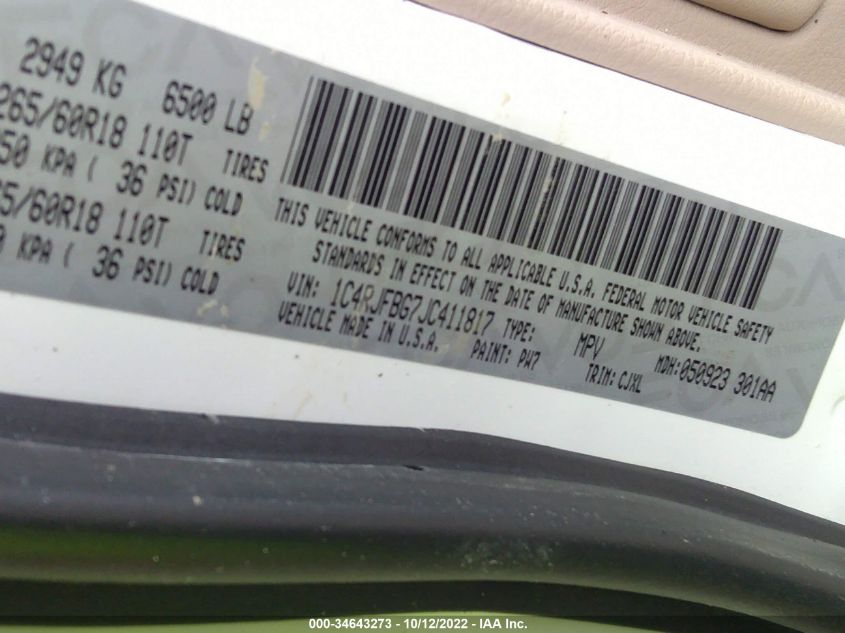 2949 KG 6500 LB
265/60R18 110T TIRES
50 KPA ( 36 PSI) COLD
5/60R18 110T TIRES
0 KPA ( 36 PSI) COLD
THIS VEHICLE CONFORMS TO ALL APPLICABLE U.S.A. FEDERAL MOTOR VEHICLE SAFETY
STANDARDS IN EFFECT ON THE DATE OF MANUFACTURE SHOWN ABOVE.
VIN: 1C4RJFBG7JC411817 TYPE: MPV MDH:050923 301AA
VEHICLE MADE IN U.S.A. PAINT: PW7 TRIM: CJXL
000-34643273 - 10/12/2022 - IAA Inc.